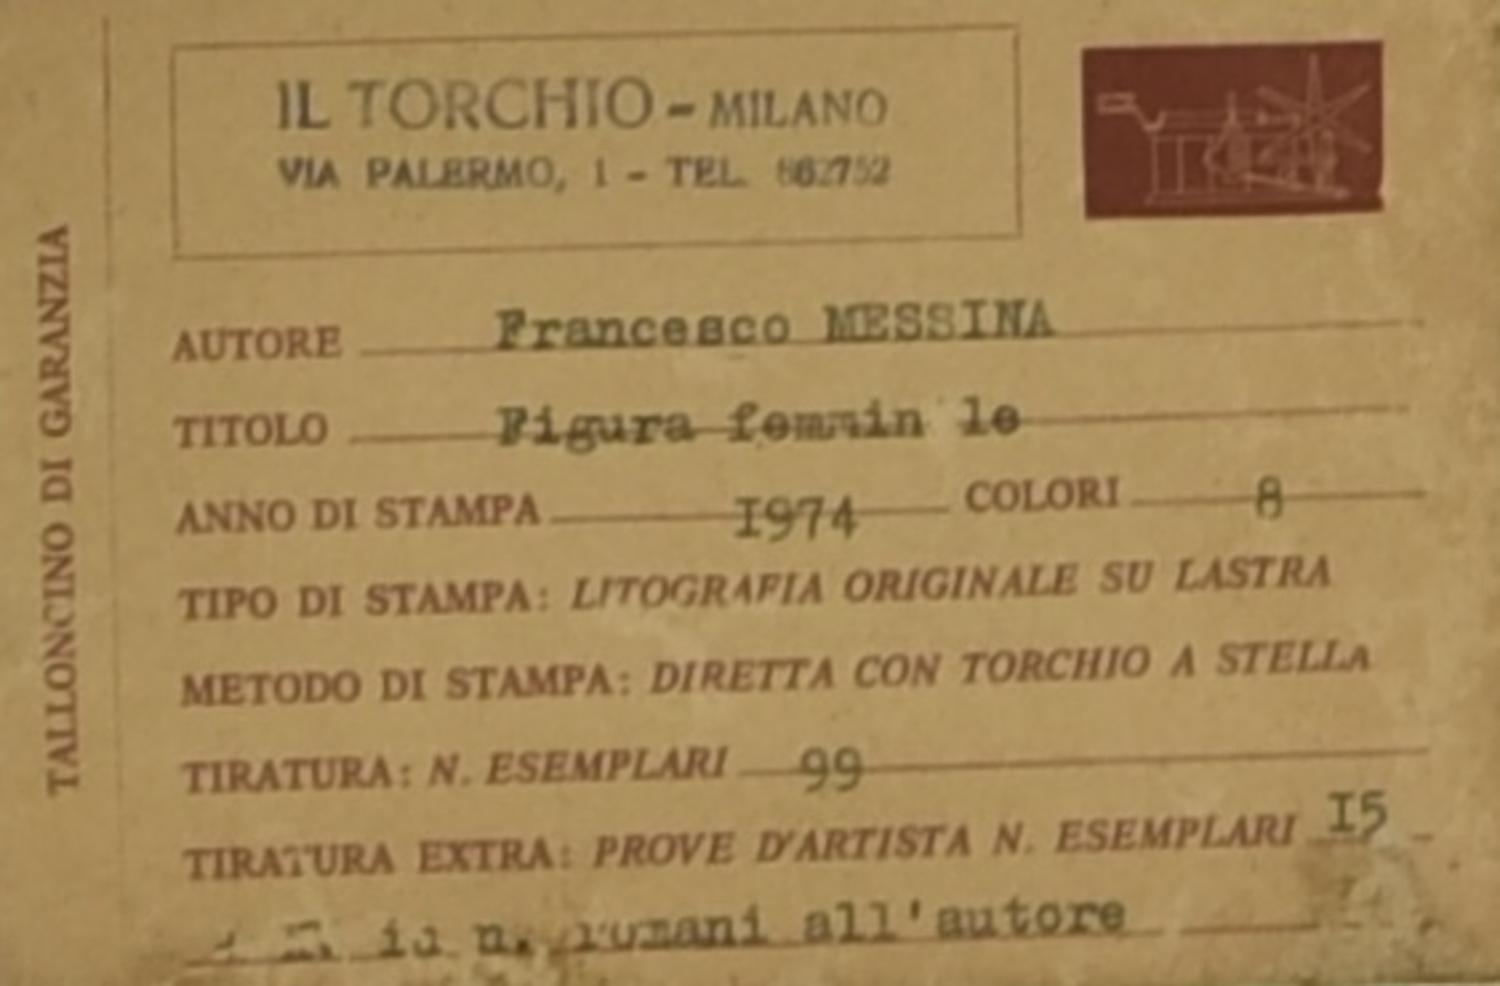 IL TORCHIO - MILANO
VIA PALERMO, 1 - TEL. 862752
TALLONCINO DI GARANZIA
AUTORE Francesco MESSINA
TITOLO Figura femmin le
ANNO DI STAMPA I974 COLORI 8
TIPO DI STAMPA: LITOGRAFIA ORIGINALE SU LASTRA
METODO DI STAMPA: DIRETTA CON TORCHIO A STELLA
TIRATURA: N. ESEMPLARI 99
TIRATURA EXTRA: PROVE D'ARTISTA N. ESEMPLARI I5
n. romani all'autore